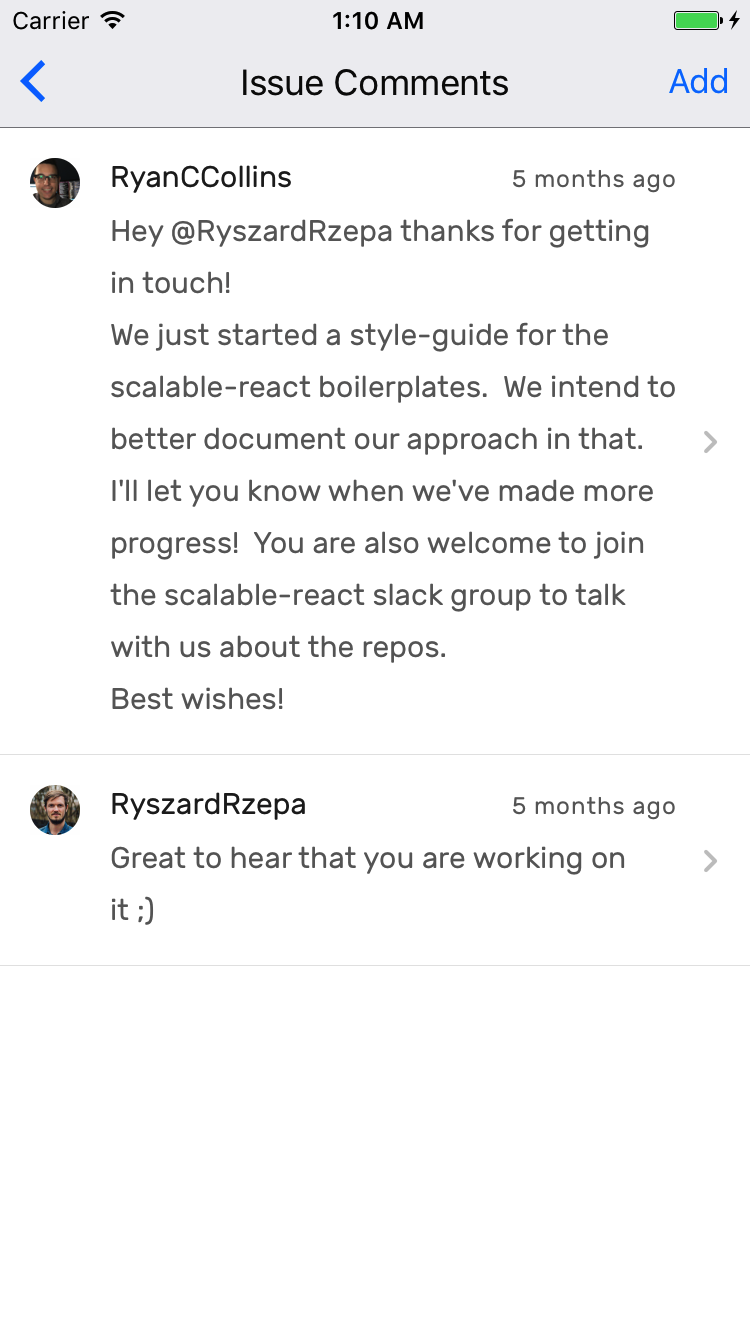 Carrier 1:10 AM
Issue Comments Add
RyanCCollins 5 months ago
Hey @RyszardRzepa thanks for getting
in touch!
We just started a style-guide for the
scalable-react boilerplates.  We intend to
better document our approach in that.
I'll let you know when we've made more
progress!  You are also welcome to join
the scalable-react slack group to talk
with us about the repos.
Best wishes!
RyszardRzepa 5 months ago
Great to hear that you are working on
it ;)